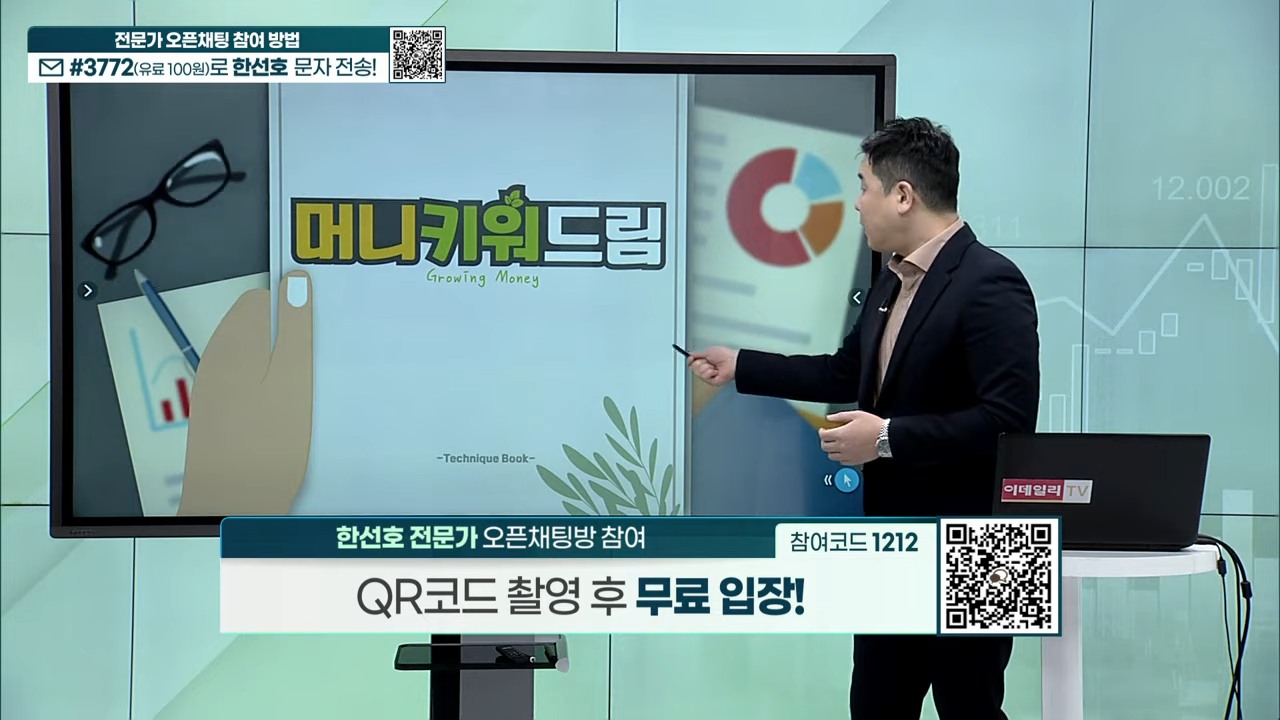 전문가 오픈채팅 참여 방법
#3772(유료 100원)로 한선호 문자 전송!
12.002
머니키워드림
Growing Money
-Technique Book-
이데일리TV
한선호 전문가 오픈채팅방 참여
참여코드 1212
QR코드 촬영 후 무료 입장!